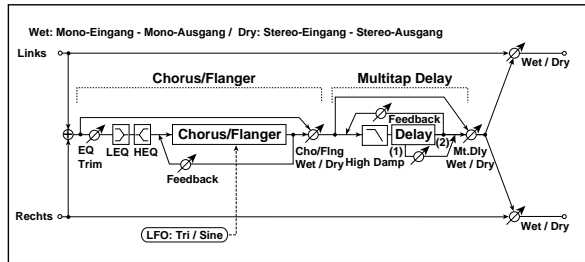 Wet: Mono-Eingang - Mono-Ausgang / Dry: Stereo-Eingang - Stereo-Ausgang
Links
Wet / Dry
Chorus/Flanger
Multitap Delay
Feedback
EQ
Trim
LEQ
HEQ
Chorus/Flanger
Cho/Flng
Wet / Dry
High Damp
Delay
(1)
(2)
Mt.Dly
Wet / Dry
Feedback
Rechts
LFO: Tri / Sine
Wet / Dry